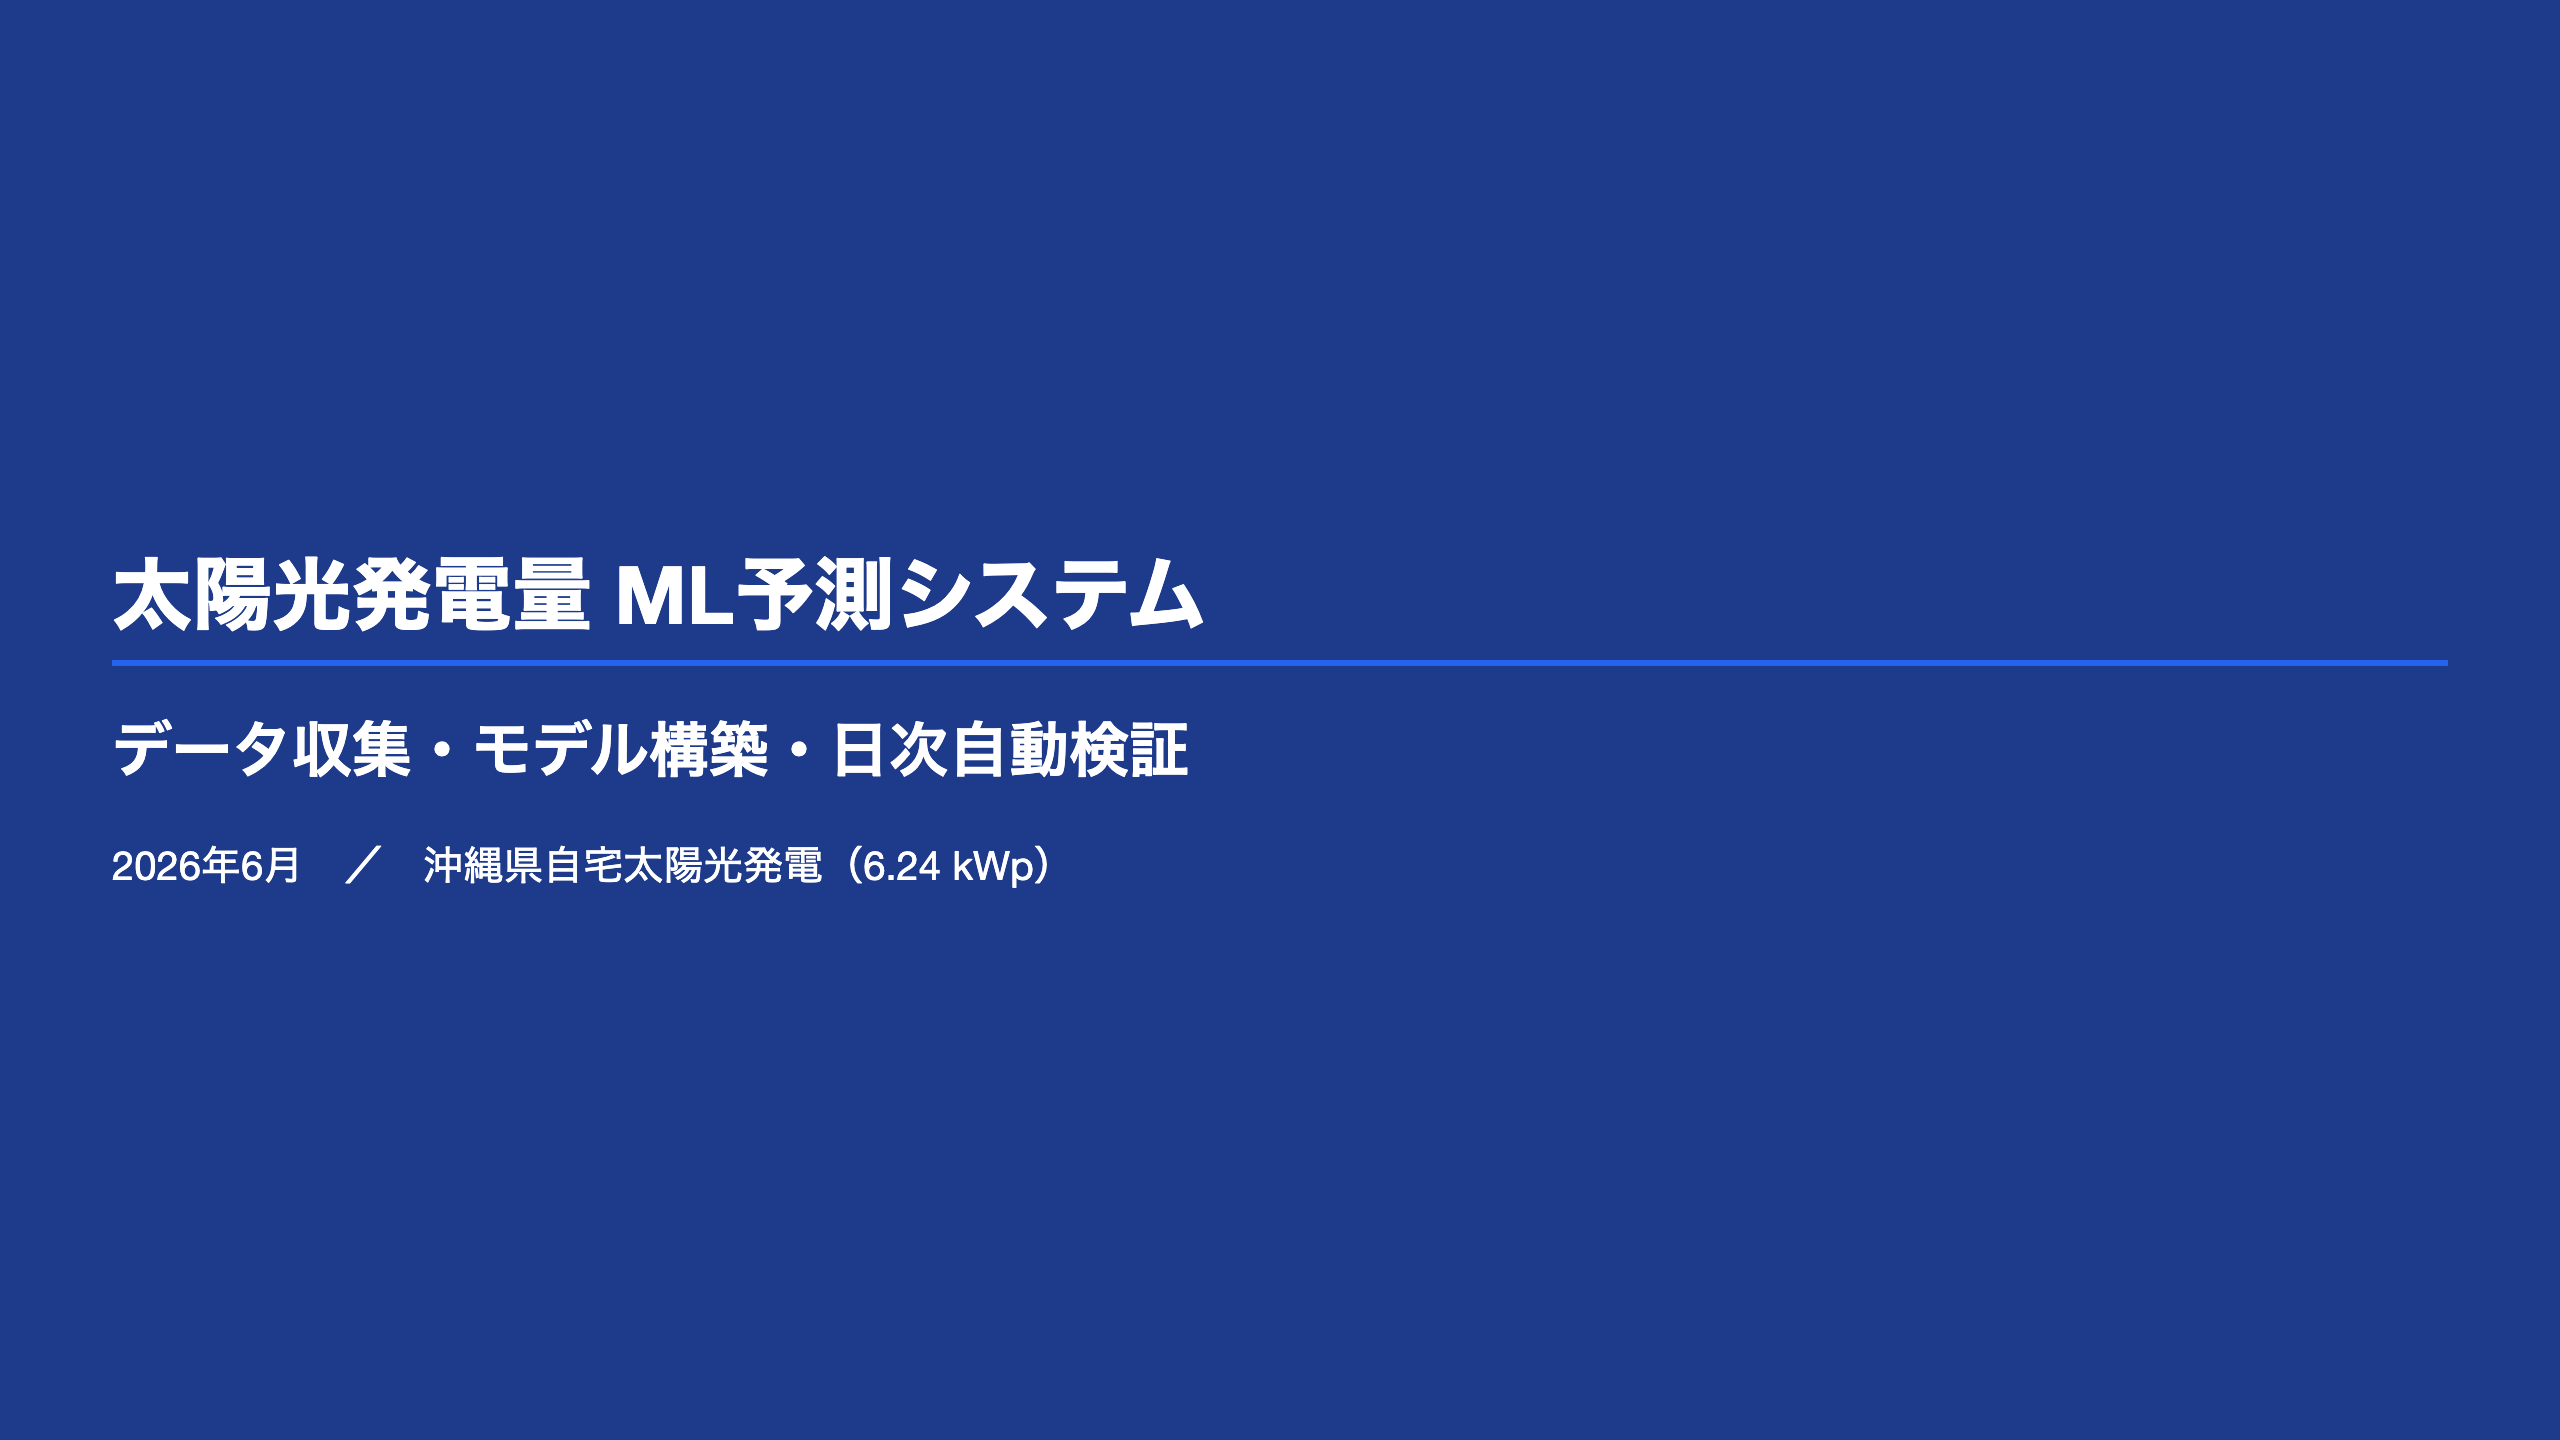 太陽光発電量 ML予測システム
データ収集・モデル構築・日次自動検証
2026年6月　／　沖縄県自宅太陽光発電（6.24 kWp）